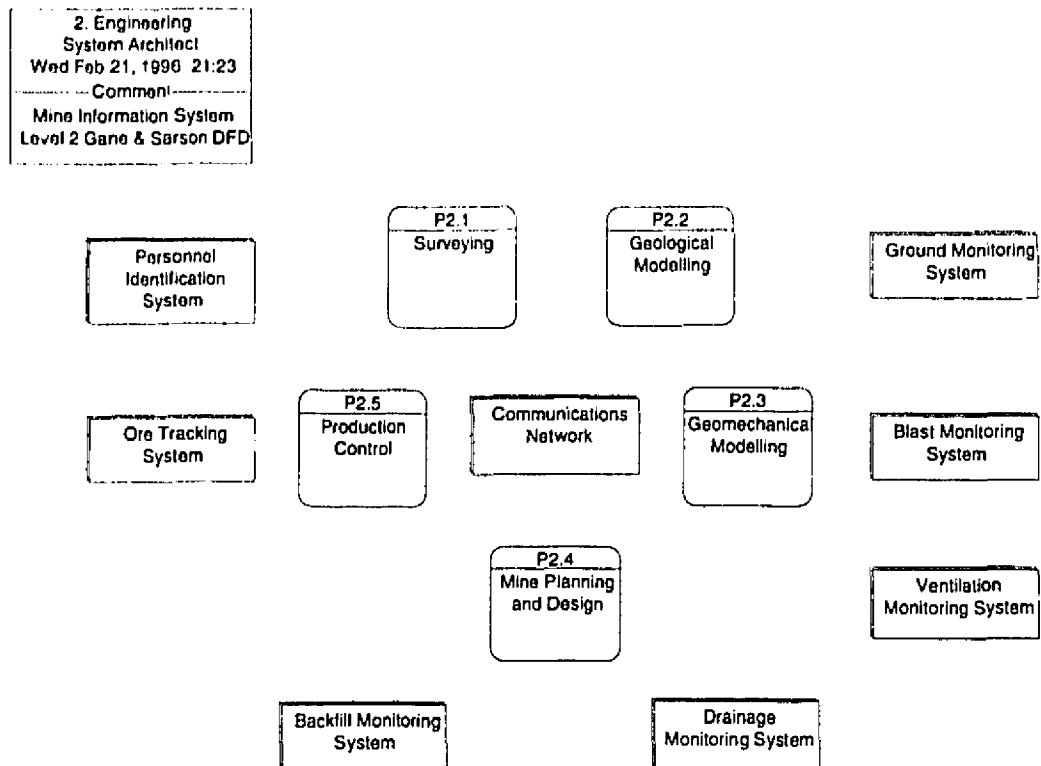 2. Engineering
System Architect
Wed Feb 21, 1996 21:23
Comment
Mine Information System
Level 2 Gane & Sarson DFD
P2.1
Surveying
P2.2
Geological
Modelling
Personnel
Identification
System
Ground Monitoring
System
P2.5
Production
Control
Communications
Network
P2.3
Geomechanical
Modelling
Ore Tracking
System
Blast Monitoring
System
P2.4
Mine Planning
and Design
Ventilation
Monitoring System
Backfill Monitoring
System
Drainage
Monitoring System